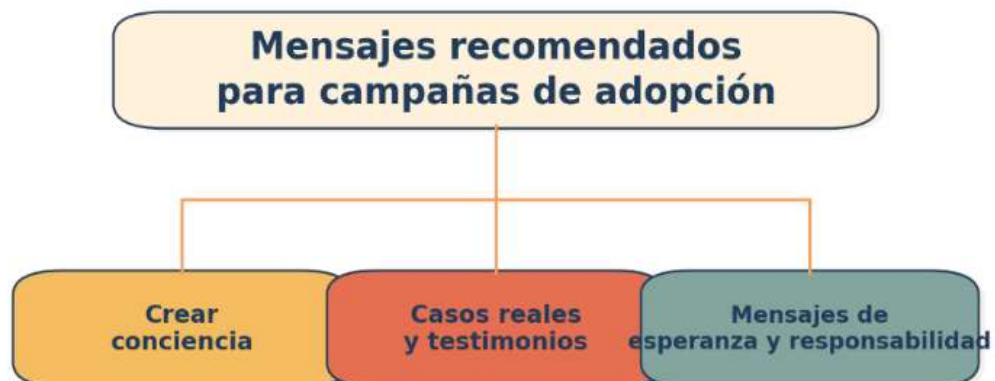 Mensajes recomendados
para campañas de adopción
Crear
conciencia
Casos reales
y testimonios
Mensajes de
esperanza y responsabilidad